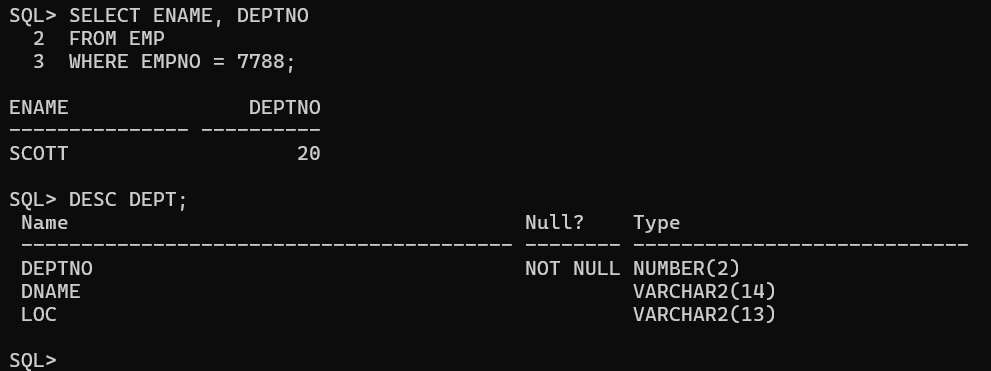 SQL> SELECT ENAME, DEPTNO
  2  FROM EMP
  3  WHERE EMPNO = 7788;

ENAME               DEPTNO
--------------- ----------
SCOTT                   20

SQL> DESC DEPT;
 Name                                      Null?    Type
 ----------------------------------------- -------- ----------------------------
 DEPTNO                                    NOT NULL NUMBER(2)
 DNAME                                              VARCHAR2(14)
 LOC                                                VARCHAR2(13)

SQL>